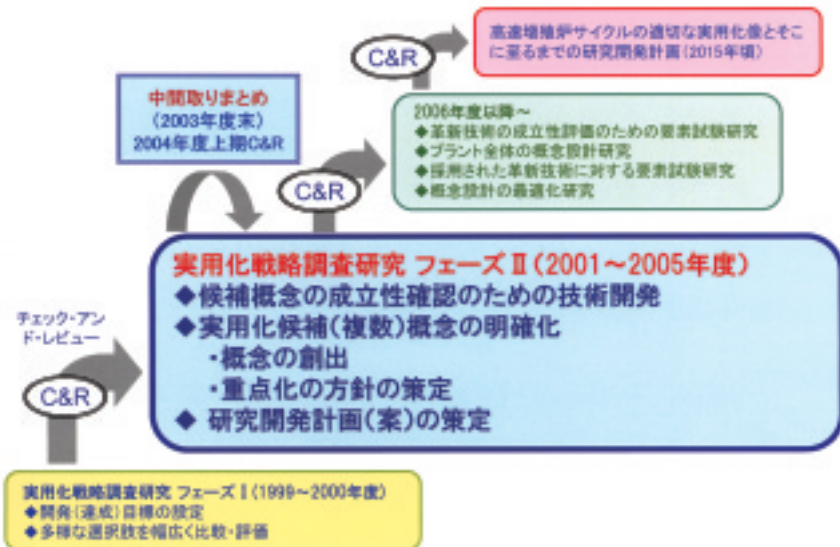 高速増殖炉サイクルの適切な実用化像とそこ
に至るまでの研究開発計画(2015年頃)
C&R
中間取りまとめ
(2003年度末)
2004年度上期C&R
2006年度以降~
◆革新技術の成立性評価のための要素試験研究
◆プラント全体の概念設計研究
◆採用された革新技術に対する要素試験研究
◆概念設計の最適化研究
C&R
実用化戦略調査研究 フェーズⅡ(2001~2005年度)
◆候補概念の成立性確認のための技術開発
◆実用化候補(複数)概念の明確化
・概念の創出
・重点化の方針の策定
◆ 研究開発計画(案)の策定
チェック・アン
ド・レビュー
C&R
実用化戦略調査研究 フェーズⅠ(1999~2000年度)
◆開発(達成)目標の設定
◆多様な選択肢を幅広く比較・評価